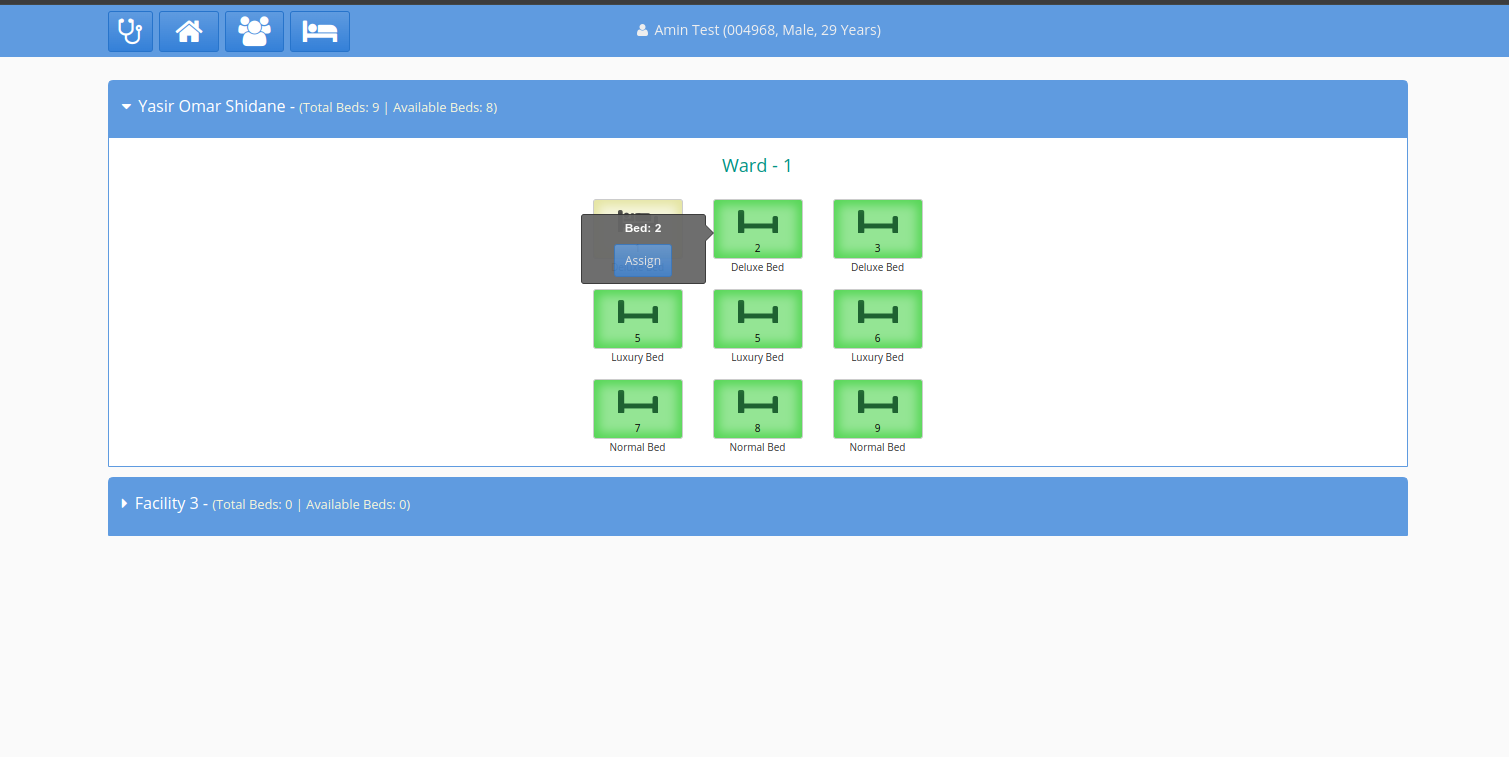 Amin Test (004968, Male, 29 Years)
Yasir Omar Shidane - (Total Beds: 9 | Available Beds: 8)
Ward - 1
Bed: 2
Assign
2
3
Deluxe Bed
Deluxe Bed
5
5
6
Luxury Bed
Luxury Bed
Luxury Bed
7
8
9
Normal Bed
Normal Bed
Normal Bed
Facility 3 - (Total Beds: 0 | Available Beds: 0)